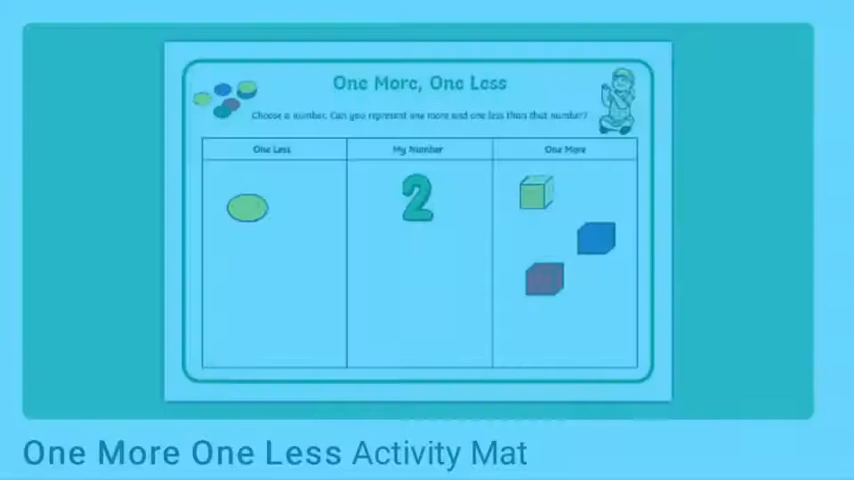 One More, One Less
Choose a number. Can you represent one more and one less than that number?
One Less
My Number
One More
2
One More One Less Activity Mat